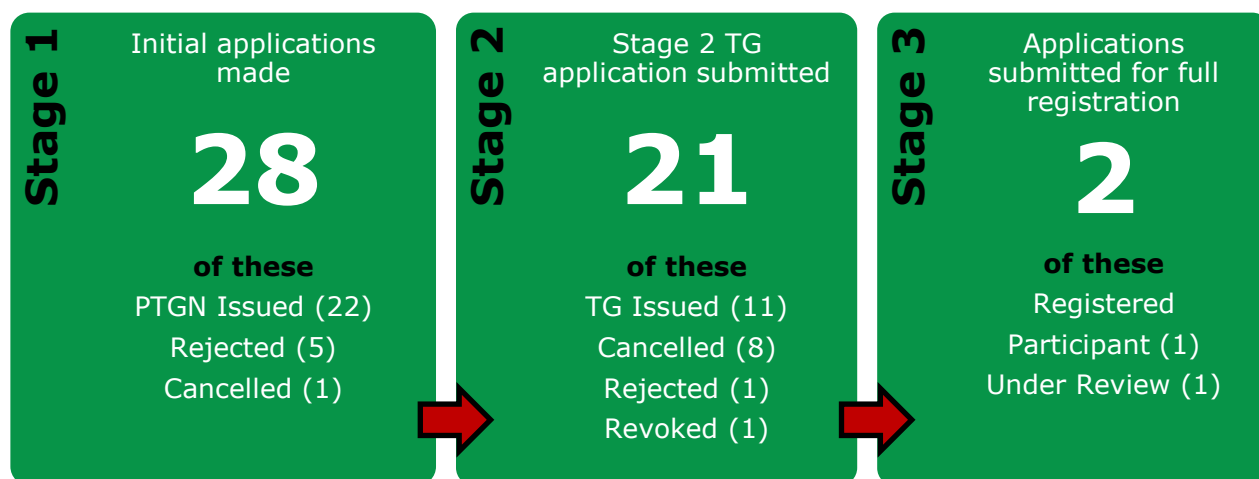 Stage 1
Initial applications
made
28
of these
PTGN Issued (22)
Rejected (5)
Cancelled (1)
Stage 2
Stage 2 TG
application submitted
21
of these
TG Issued (11)
Cancelled (8)
Rejected (1)
Revoked (1)
Stage 3
Applications
submitted for full
registration
2
of these
Registered
Participant (1)
Under Review (1)